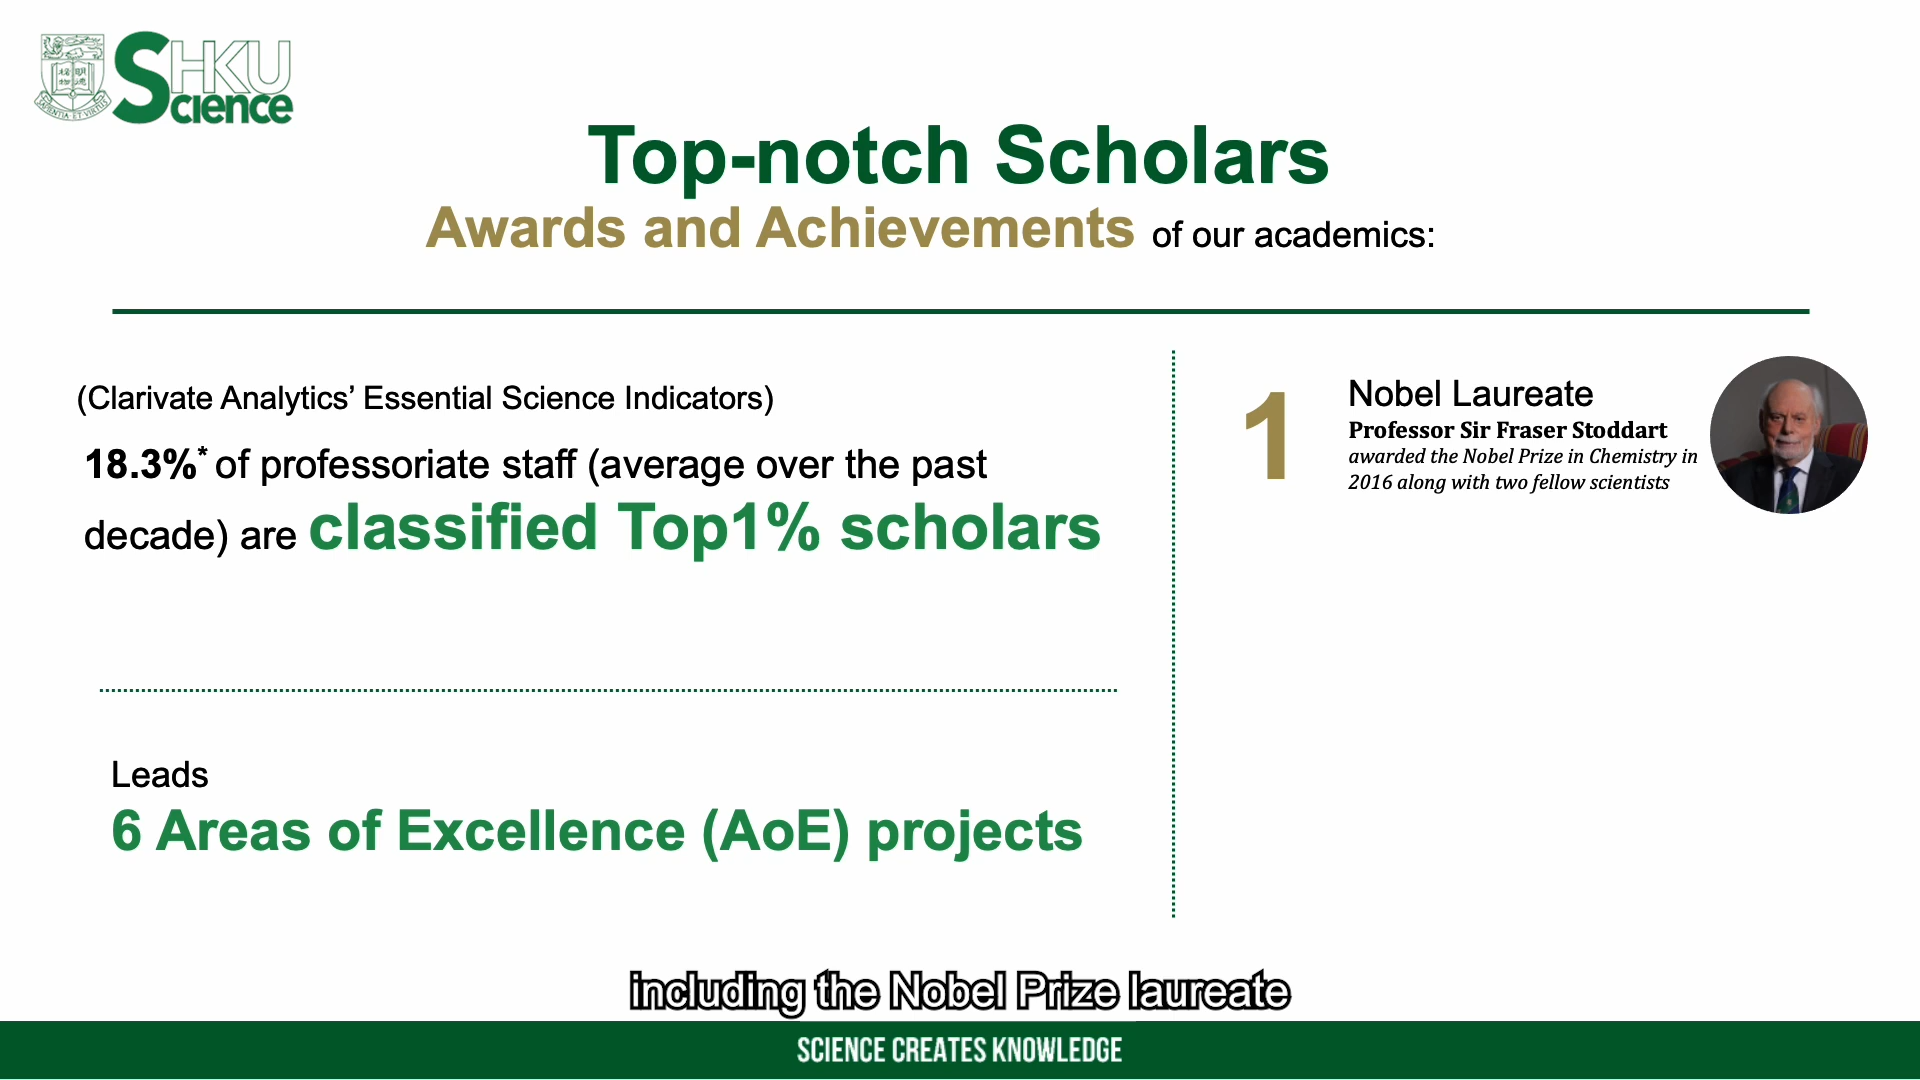 HKU
Science
SAPIENTIA ET VIRTUS
Top-notch Scholars
Awards and Achievements of our academics:
(Clarivate Analytics’ Essential Science Indicators)
18.3%* of professoriate staff (average over the past
decade) are classified Top1% scholars
Leads
6 Areas of Excellence (AoE) projects
1
Nobel Laureate
Professor Sir Fraser Stoddart
awarded the Nobel Prize in Chemistry in
2016 along with two fellow scientists
including the Nobel Prize laureate
SCIENCE CREATES KNOWLEDGE